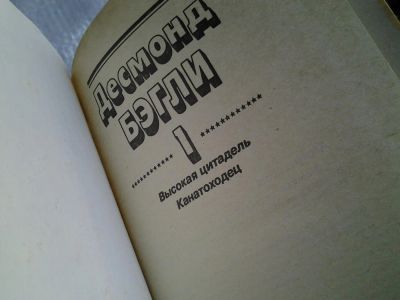 Десмонд
БЭГЛИ
1
Высокая цитадель
Канатоходец